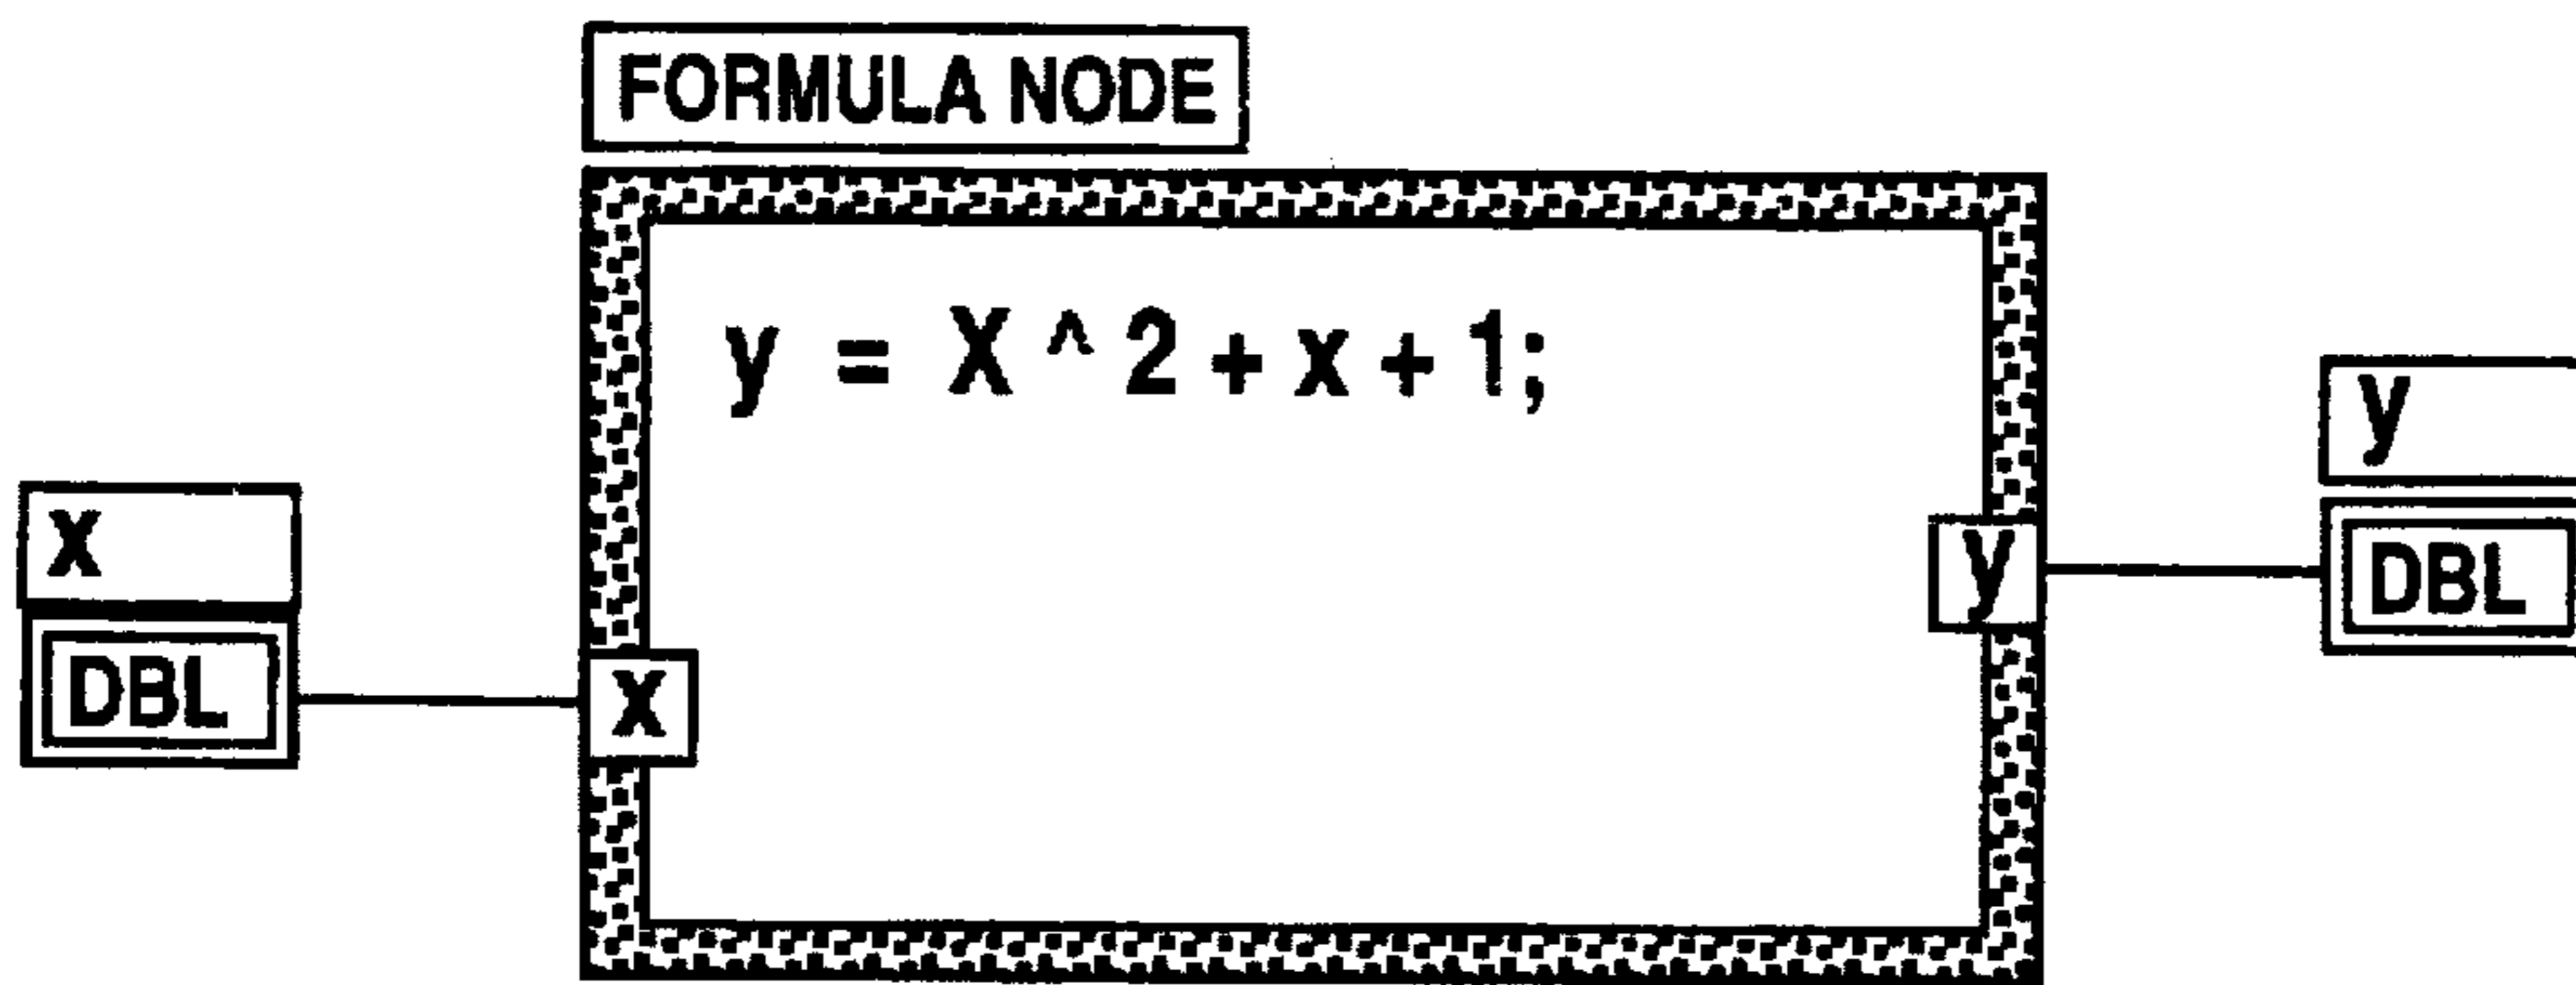 FORMULA NODE
y = X ^ 2 + x + 1;
x
DBL
x
y
y
DBL